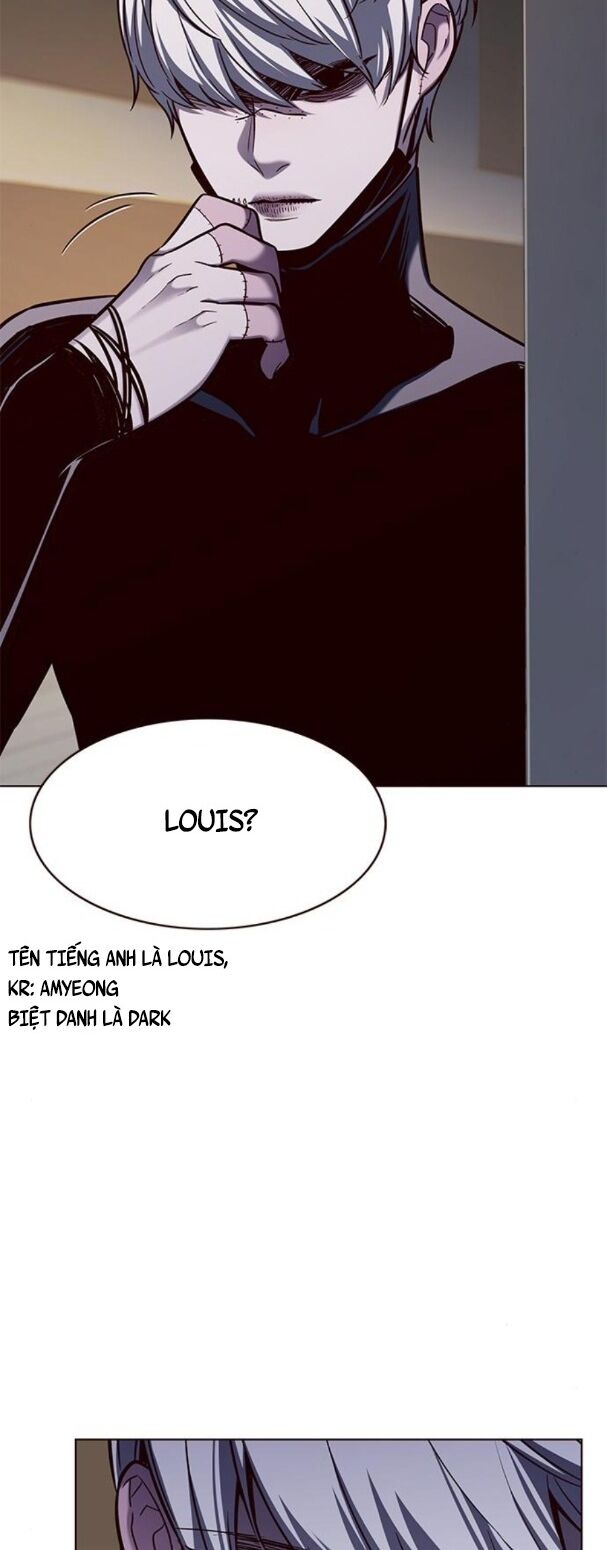 LOUIS?
TÊN TIẾNG ANH LÀ LOUIS,
KR: AMYEONG
BIỆT DANH LÀ DARK